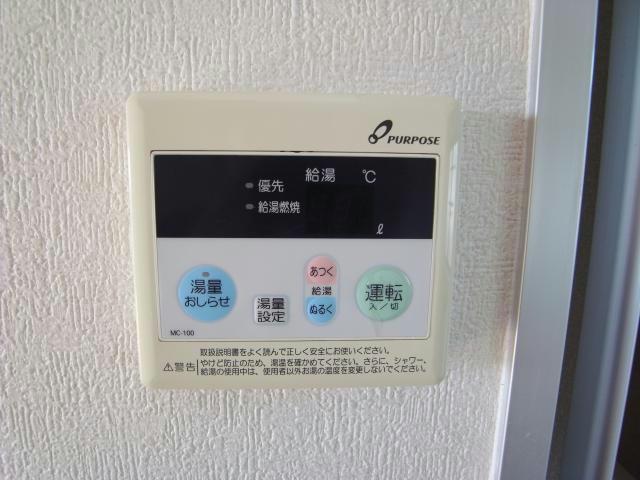 PURPOSE
給湯 ℃
優先
給湯燃焼
ℓ
湯量
おしらせ
湯量
設定
あつく
給湯
ぬるく
運転
入／切
MC-100
取扱説明書をよく読んで正しく安全にお使いください。
⚠警告 やけど防止のため、湯温を確かめてください。さらに、シャワー、
給湯の使用中は、使用者以外お湯の温度を変更しないでください。